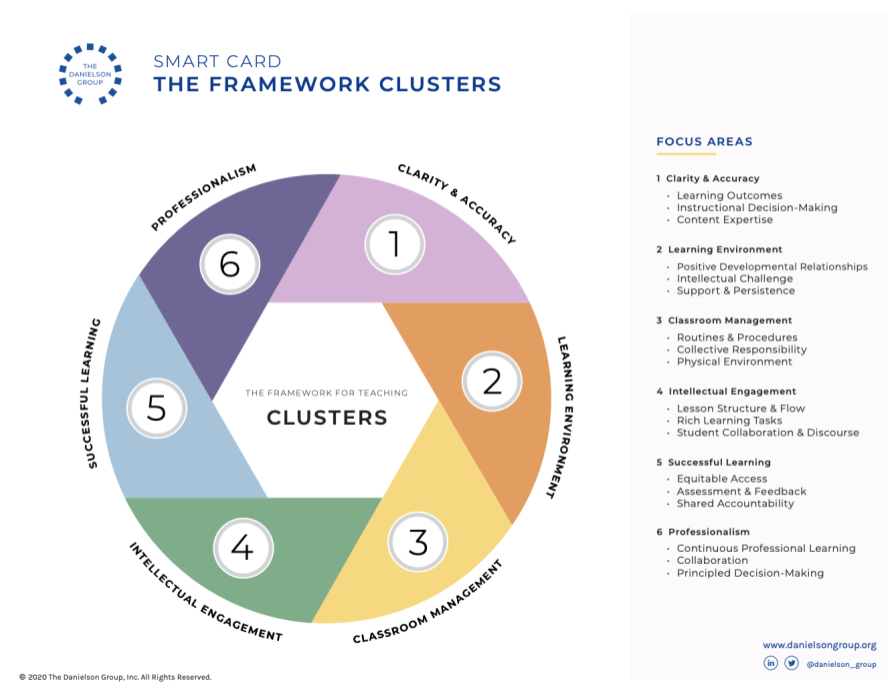 THE
DANIELSON
GROUP
SMART CARD
THE FRAMEWORK CLUSTERS
PROFESSIONALISM
CLARITY & ACCURACY
6
1
SUCCESSFUL LEARNING
LEARNING ENVIRONMENT
5
2
THE FRAMEWORK FOR TEACHING
CLUSTERS
4
3
INTELLECTUAL ENGAGEMENT
CLASSROOM MANAGEMENT
FOCUS AREAS
1 Clarity & Accuracy
• Learning Outcomes
• Instructional Decision-Making
• Content Expertise
2 Learning Environment
• Positive Developmental Relationships
• Intellectual Challenge
• Support & Persistence
3 Classroom Management
• Routines & Procedures
• Collective Responsibility
• Physical Environment
4 Intellectual Engagement
• Lesson Structure & Flow
• Rich Learning Tasks
• Student Collaboration & Discourse
5 Successful Learning
• Equitable Access
• Assessment & Feedback
• Shared Accountability
6 Professionalism
• Continuous Professional Learning
• Collaboration
• Principled Decision-Making
www.danielsongroup.org
in
@danielson_group
© 2020 The Danielson Group, Inc. All Rights Reserved.